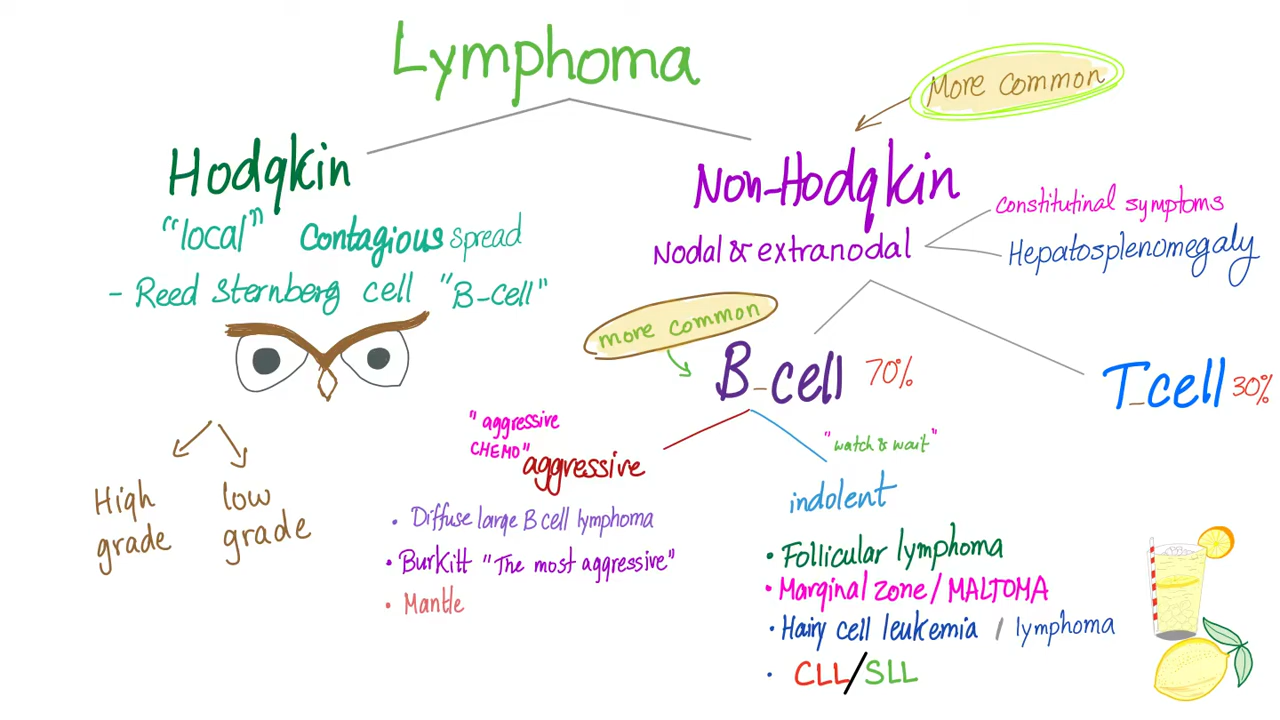 Lymphoma
More common
Hodgkin
Non-Hodgkin
"local" Contagious spread
- Reed Sternberg cell "B-cell"
High grade
low grade
Nodal & extranodal
Constitutinal symptoms
Hepatosplenomegaly
more common
B-cell 70%
T-cell 30%
"aggressive
CHEMO"
aggressive
• Diffuse large B cell lymphoma
• Burkitt "The most aggressive"
• Mantle
"watch & wait"
indolent
• Follicular lymphoma
• Marginal zone / MALTOMA
• Hairy cell leukemia / lymphoma
• CLL/SLL